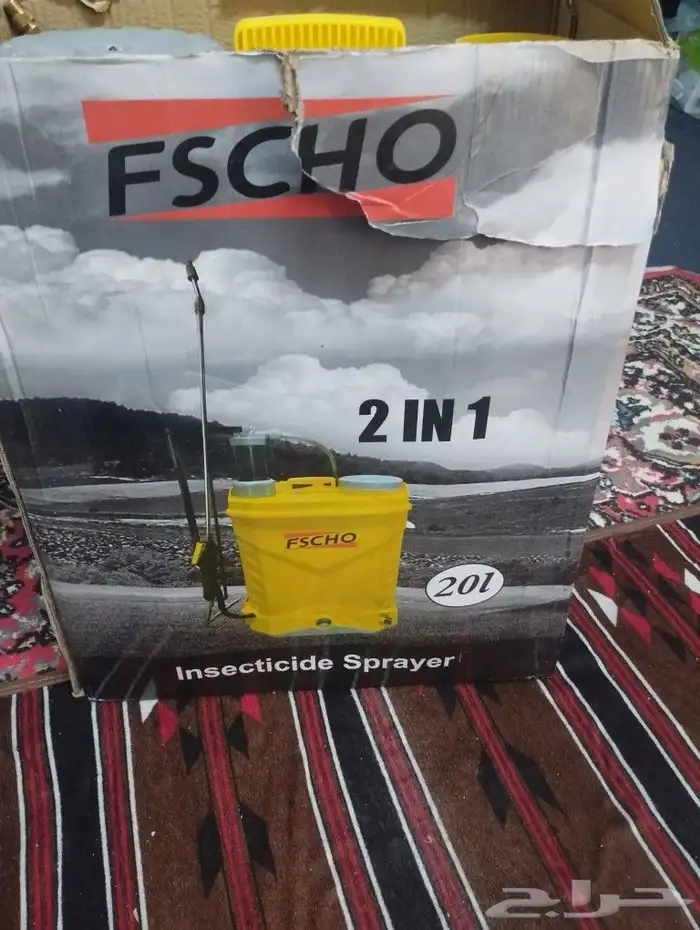 FSCHO
2 IN 1
FSCHO
20l
Insecticide Sprayer
حراج